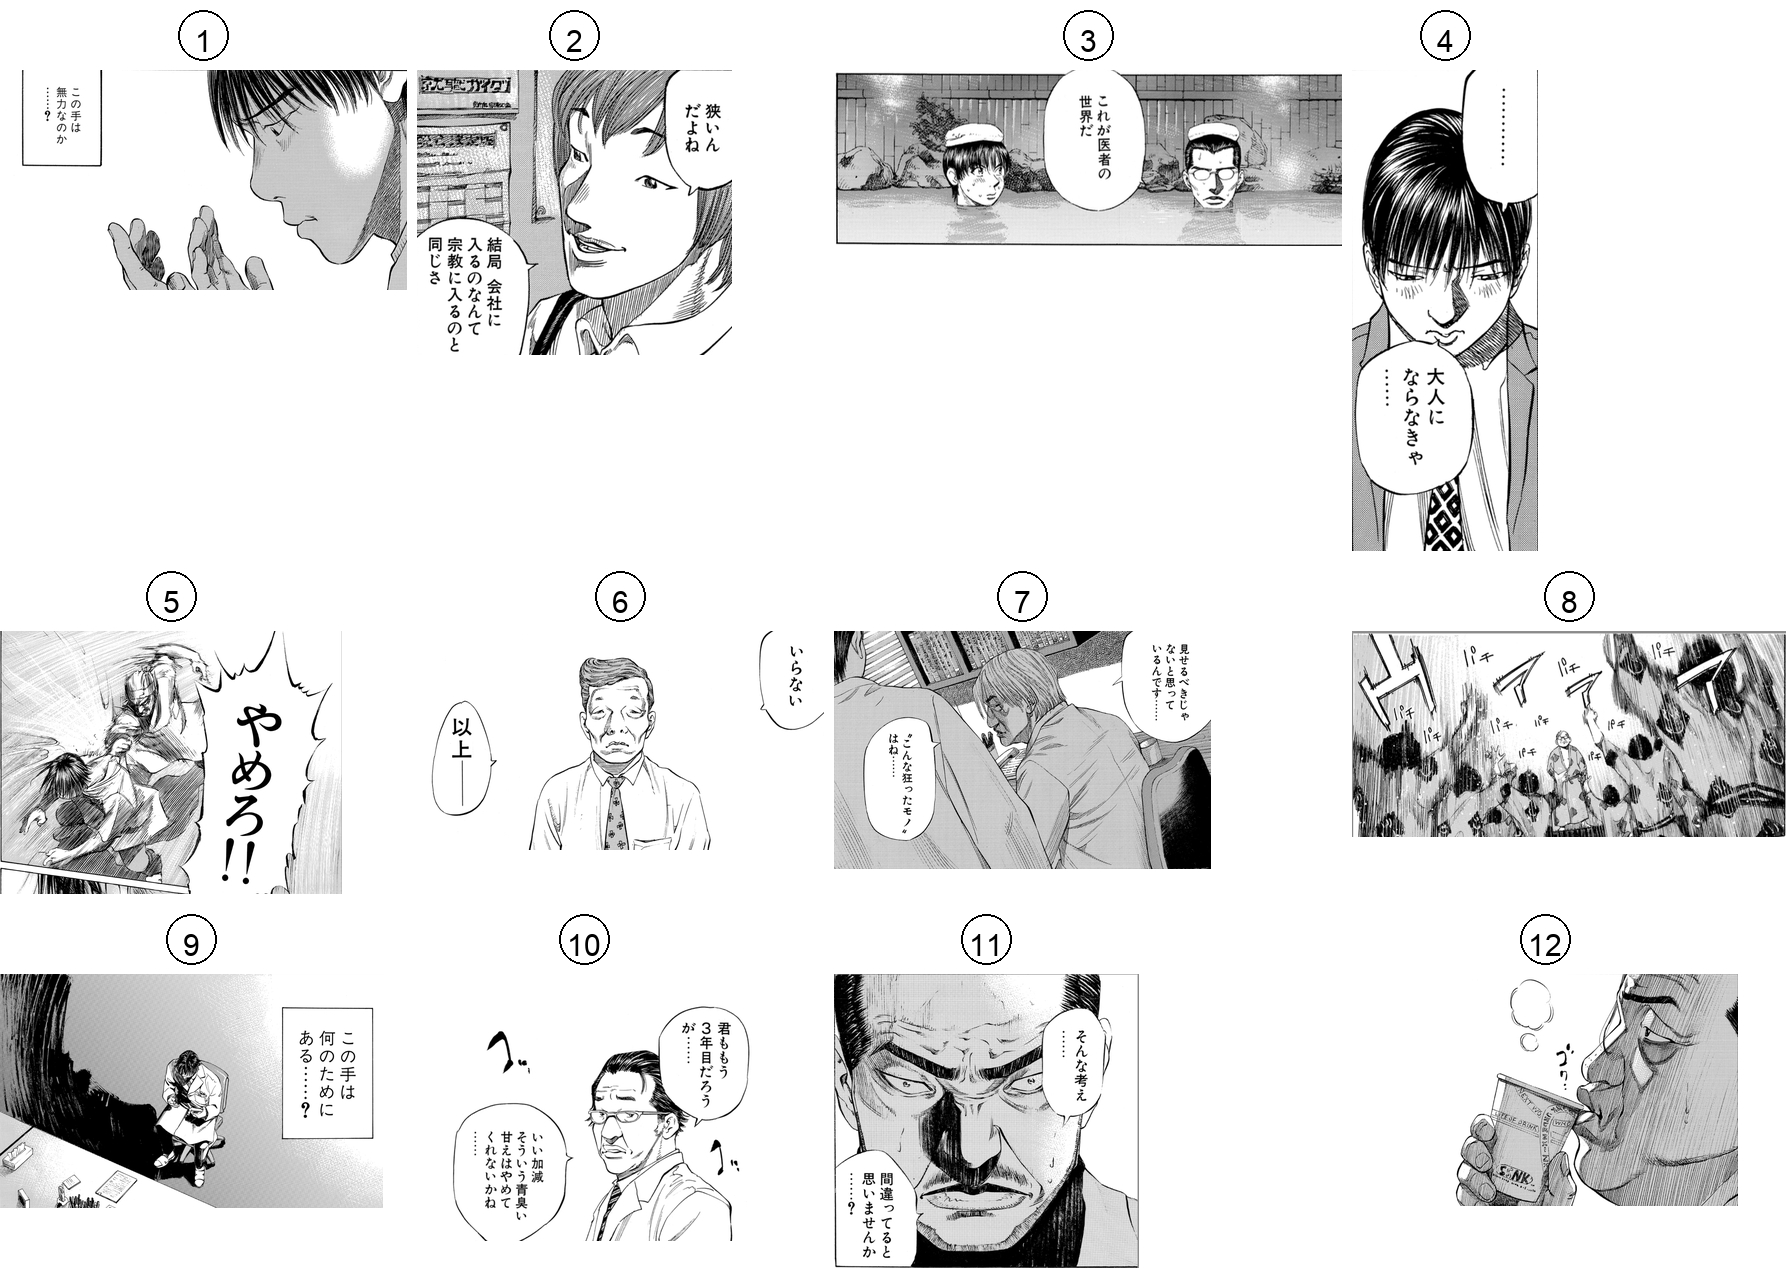 1
この手は
無力なのか
……?
2
狭いん
だよね
結局 会社に
入るのなんて
宗教に入るのと
同じさ
3
これが医者の
世界だ
4
…………
大人に
ならなきゃ
……
5
やめろ!!
6
いらない
以上――
7
見せるべきじゃ
ないと思って
いるんです……
“こんな狂ったモノ”
はね……
8
パチ
パチ
パチ
パチ
パチ
パチ
パチ
パチ
9
この手は
何のために
ある……?
10
君ももう
3年目だろう
が……
いい加減
そういう青臭い
甘えはやめて
くれないかね
……
11
そんな考え
……
間違ってると
思いませんか
……?
12
ゴク…